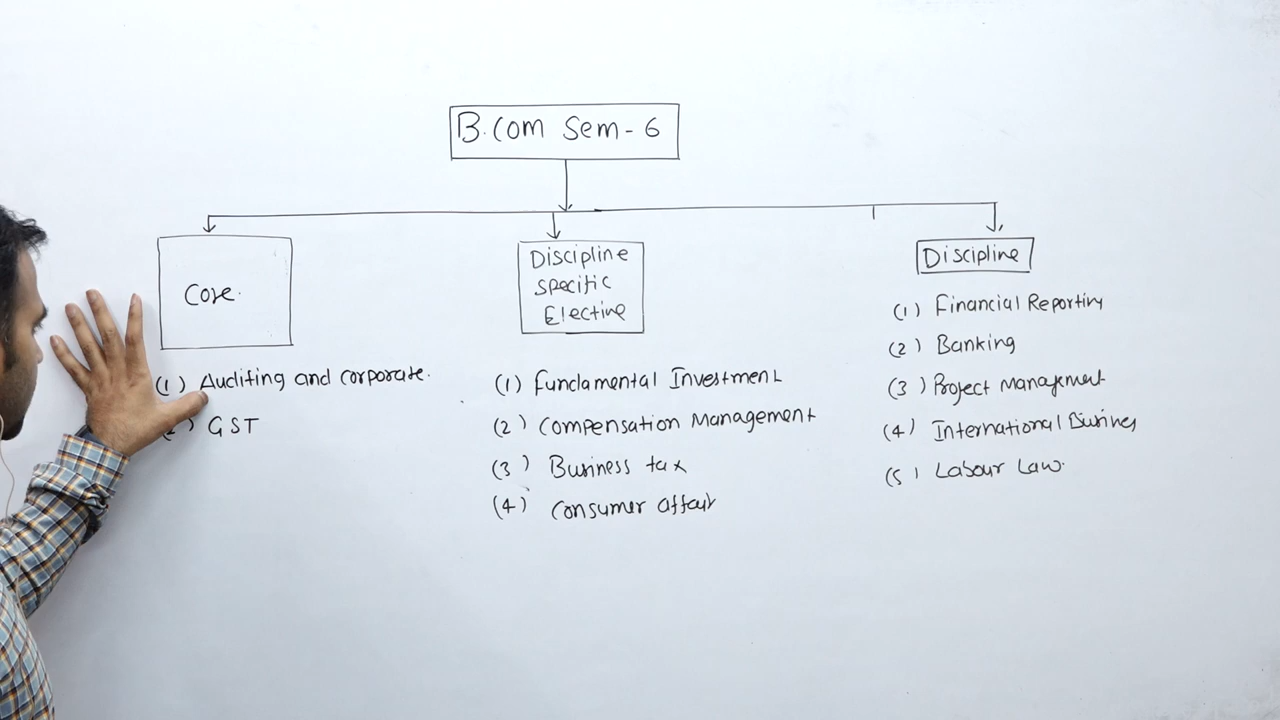 B.Com Sem-6
Core.
(1) Auditing and corporate.
(2) GST
Discipline
Specific
Elective
(1) Fundamental Investment
(2) Compensation Management
(3) Business tax
(4) Consumer affair
Discipline
(1) Financial Reporting
(2) Banking
(3) Project Management
(4) International Business
(5) Labour Law.